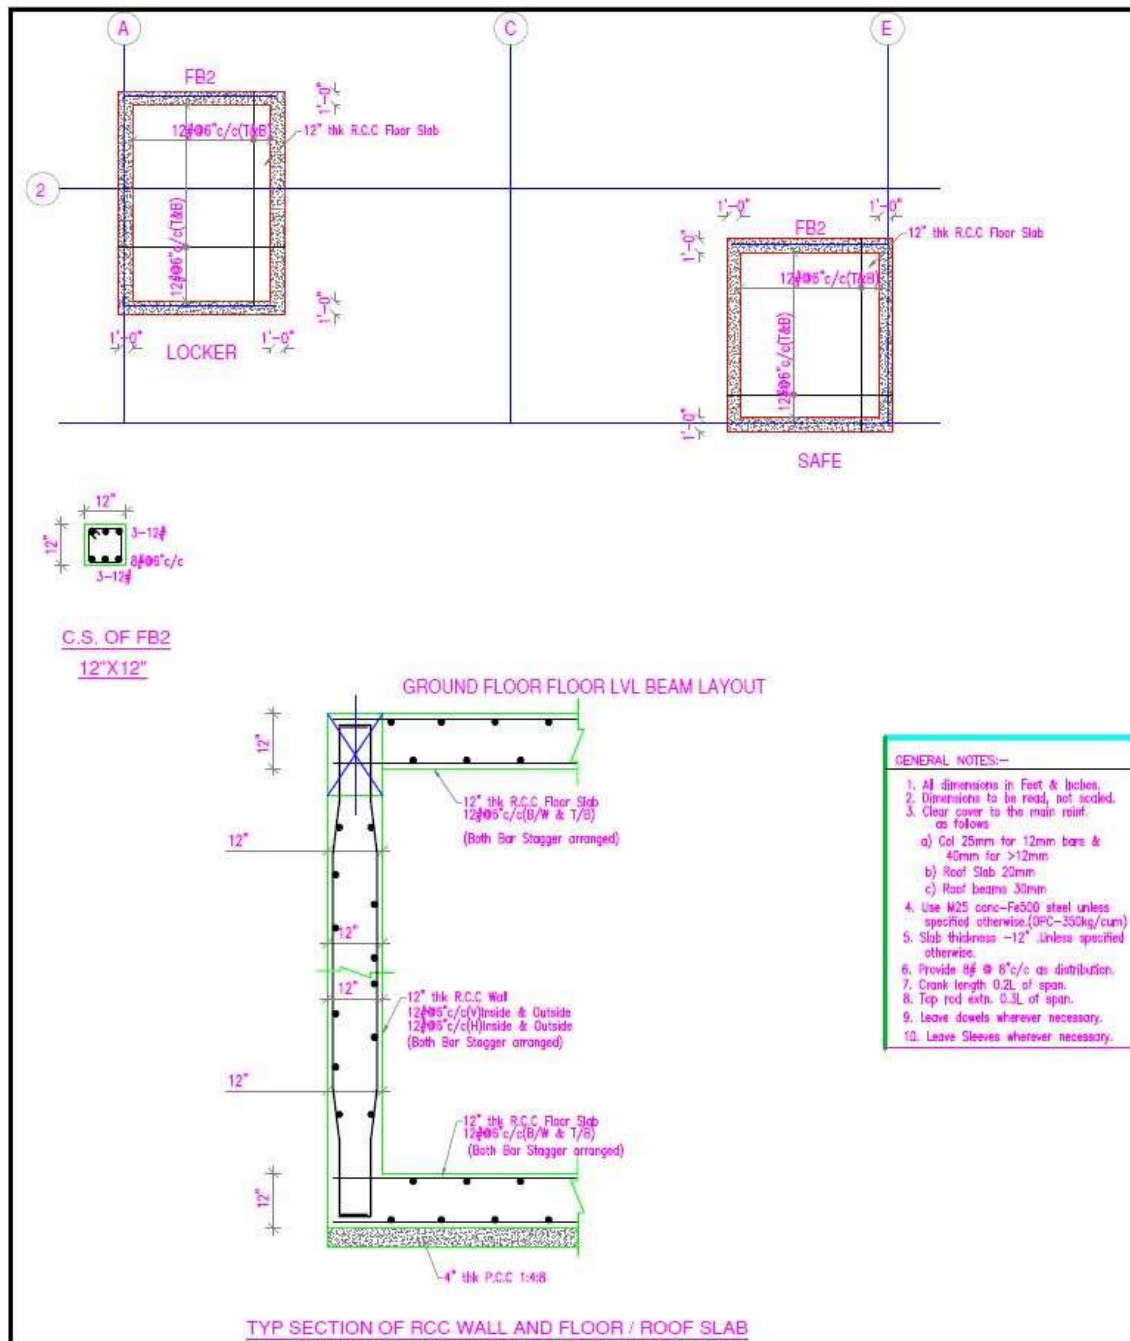 A
C
E
2
FB2
1'-0"
12#@6"c/c(T&B)
12" thk R.C.C Floor Slab
12#@6"c/c(T&B)
1'-0"
1'-0"
1'-0"
LOCKER
1'-0"
1'-0"
FB2
1'-0"
12" thk R.C.C Floor Slab
12#@6"c/c(T&B)
12#@6"c/c(T&B)
1'-0"
SAFE
12"
12"
3-12#
8#@6"c/c
3-12#
C.S. OF FB2
12"X12"
GROUND FLOOR FLOOR LVL BEAM LAYOUT
12"
12" thk R.C.C Floor Slab
12#@6"c/c(B/W & T/B)
(Both Bar Stagger arranged)
12"
12"
12"
12" thk R.C.C Wall
12#@6"c/c(V)Inside & Outside
12#@6"c/c(H)Inside & Outside
(Both Bar Stagger arranged)
12"
12" thk R.C.C Floor Slab
12#@6"c/c(B/W & T/B)
(Both Bar Stagger arranged)
12"
4" thk P.C.C 1:4:8
TYP SECTION OF RCC WALL AND FLOOR / ROOF SLAB
GENERAL NOTES:-
1. All dimensions in Feet & Inches.
2. Dimensions to be read, not scaled.
3. Clear cover to the main reinf.
as follows
a) Col 25mm for 12mm bars &
40mm for >12mm
b) Roof Slab 20mm
c) Roof beams 30mm
4. Use M25 conc-Fe500 steel unless
specified otherwise.(OPC-350kg/cum)
5. Slab thickness -12" .Unless specified
otherwise.
6. Provide 8# @ 8"c/c as distribution.
7. Crank length 0.2L of span.
8. Top rod extn. 0.3L of span.
9. Leave dowels wherever necessary.
10. Leave Sleeves wherever necessary.